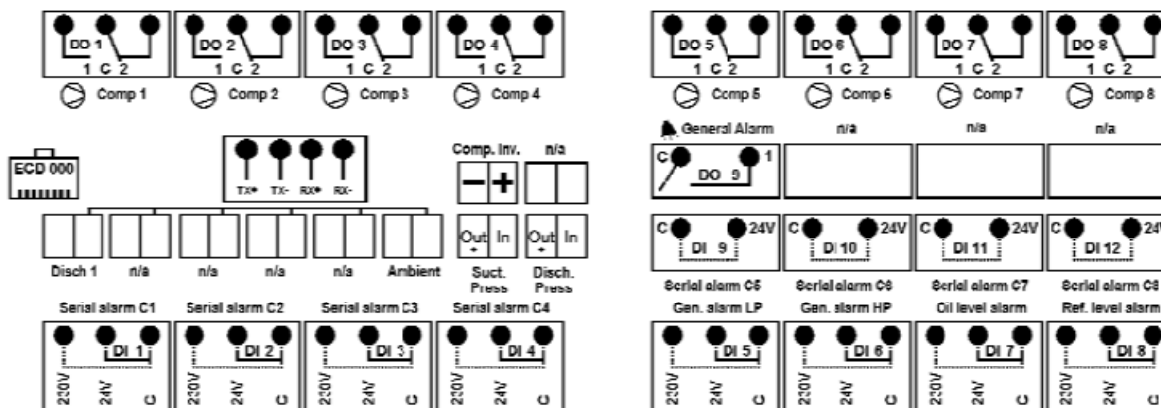 DO 1 DO 2 DO 3 DO 4 DO 5 DO 6 DO 7 DO 8
1 C 2 1 C 2 1 C 2 1 C 2 1 C 2 1 C 2 1 C 2 1 C 2
Comp 1 Comp 2 Comp 3 Comp 4 Comp 5 Comp 6 Comp 7 Comp 8
General Alarm n/a n/a n/a
Comp. Inv. n/a
ECD 000
C 1
TX+ TX- RX+ RX-
− +
DO 9
Out In Out In
+ +
C 24V C 24V C 24V C 24V
DI 9 DI 10 DI 11 DI 12
Disch 1 n/a n/a n/a n/a Ambient Suct. Disch.
Press Press
Serial alarm C5 Serial alarm C6 Serial alarm C7 Serial alarm C8
Serial alarm C1 Serial alarm C2 Serial alarm C3 Serial alarm C4 Gen. alarm LP Gen. alarm HP Oil level alarm Ref. level alarm
DI 1 DI 2 DI 3 DI 4 DI 5 DI 6 DI 7 DI 8
220V 24V C 220V 24V C 220V 24V C 220V 24V C 220V 24V C 220V 24V C 220V 24V C 220V 24V C